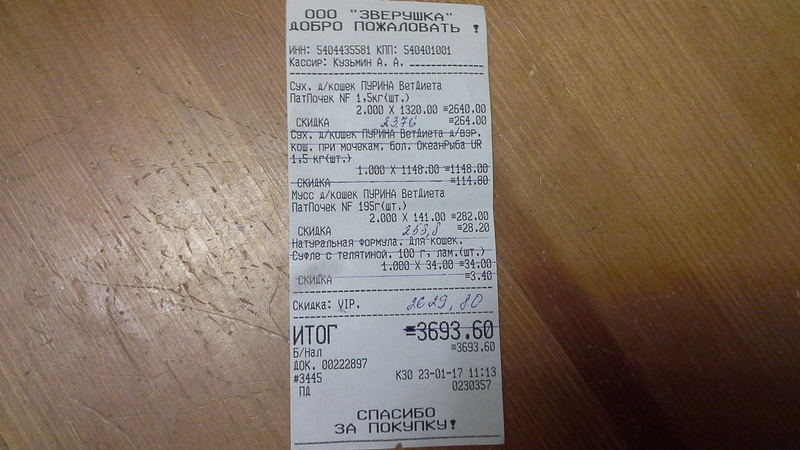 ООО "ЗВЕРУШКА"
ДОБРО ПОЖАЛОВАТЬ !
ИНН: 5404435581 КПП: 540401001
Кассир: Кузьмин А. А.
Сух. д/кошек ПУРИНА ВетДиета
ПатПочек NF 1,5кг(шт.)
2.000 X 1320.00 =2640.00
СКИДКА 2376 =264.00
Сух. д/кошек ПУРИНА ВетДиета д/взр.
кош. при мочекам. бол. ОкеанРыба UR
1,5 кг(шт.)
1.000 X 1148.00 =1148.00
СКИДКА =114.80
Мусс д/кошек ПУРИНА ВетДиета
ПатПочек NF 195г(шт.)
2.000 X 141.00 =282.00
СКИДКА 253,8 =28.20
Натуральная формула. Для кошек.
Суфле с телятиной. 100 г, лам.(шт.)
1.000 X 34.00 =34.00
СКИДКА =3.40
Скидка: VIP. 2629,80
ИТОГ =3693.60
Б/Нал =3693.60
ДОК. 00222897
#3445 К30 23-01-17 11:13
ПД 0230357
СПАСИБО
ЗА ПОКУПКУ!